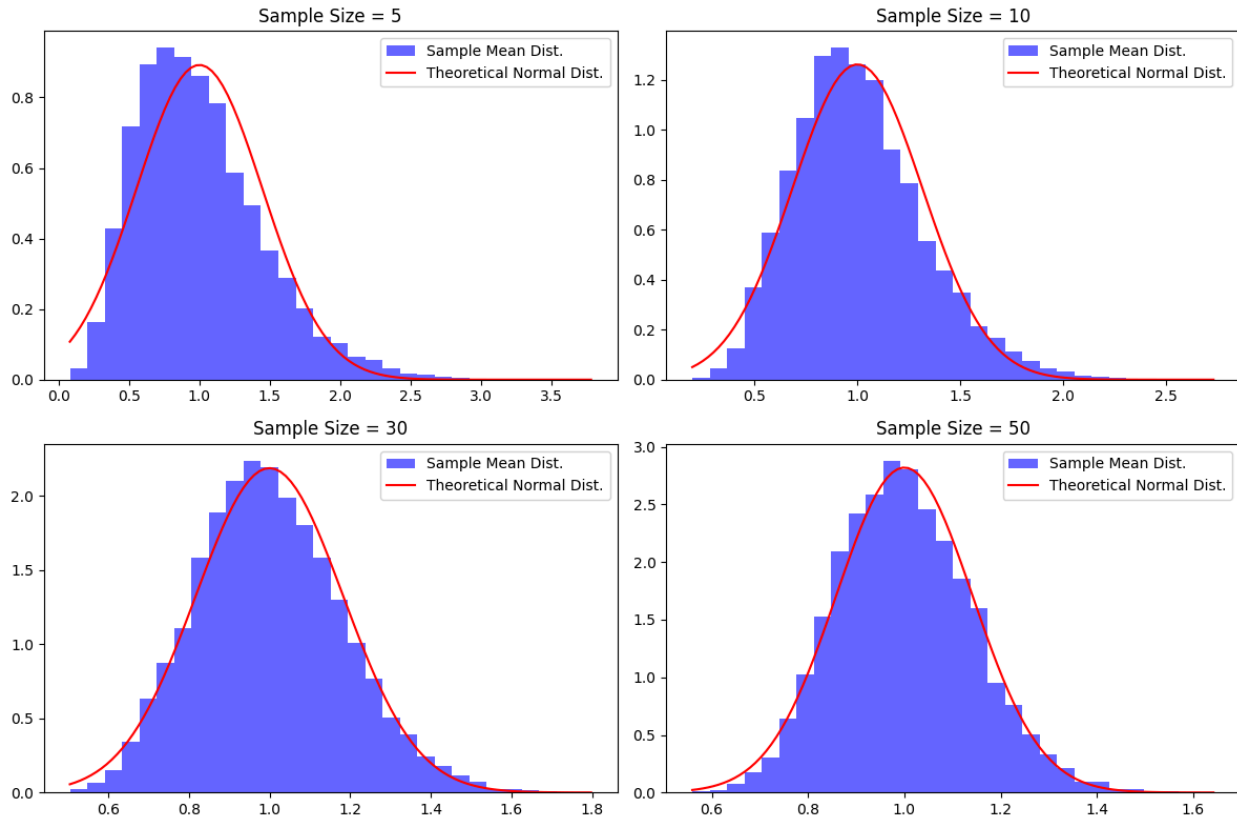 Sample Size = 5
Sample Mean Dist.
Theoretical Normal Dist.
0.8
0.6
0.4
0.2
0.0
0.0 0.5 1.0 1.5 2.0 2.5 3.0 3.5
Sample Size = 10
Sample Mean Dist.
Theoretical Normal Dist.
1.2
1.0
0.8
0.6
0.4
0.2
0.0
0.5 1.0 1.5 2.0 2.5
Sample Size = 30
Sample Mean Dist.
Theoretical Normal Dist.
2.0
1.5
1.0
0.5
0.0
0.6 0.8 1.0 1.2 1.4 1.6 1.8
Sample Size = 50
Sample Mean Dist.
Theoretical Normal Dist.
3.0
2.5
2.0
1.5
1.0
0.5
0.0
0.6 0.8 1.0 1.2 1.4 1.6